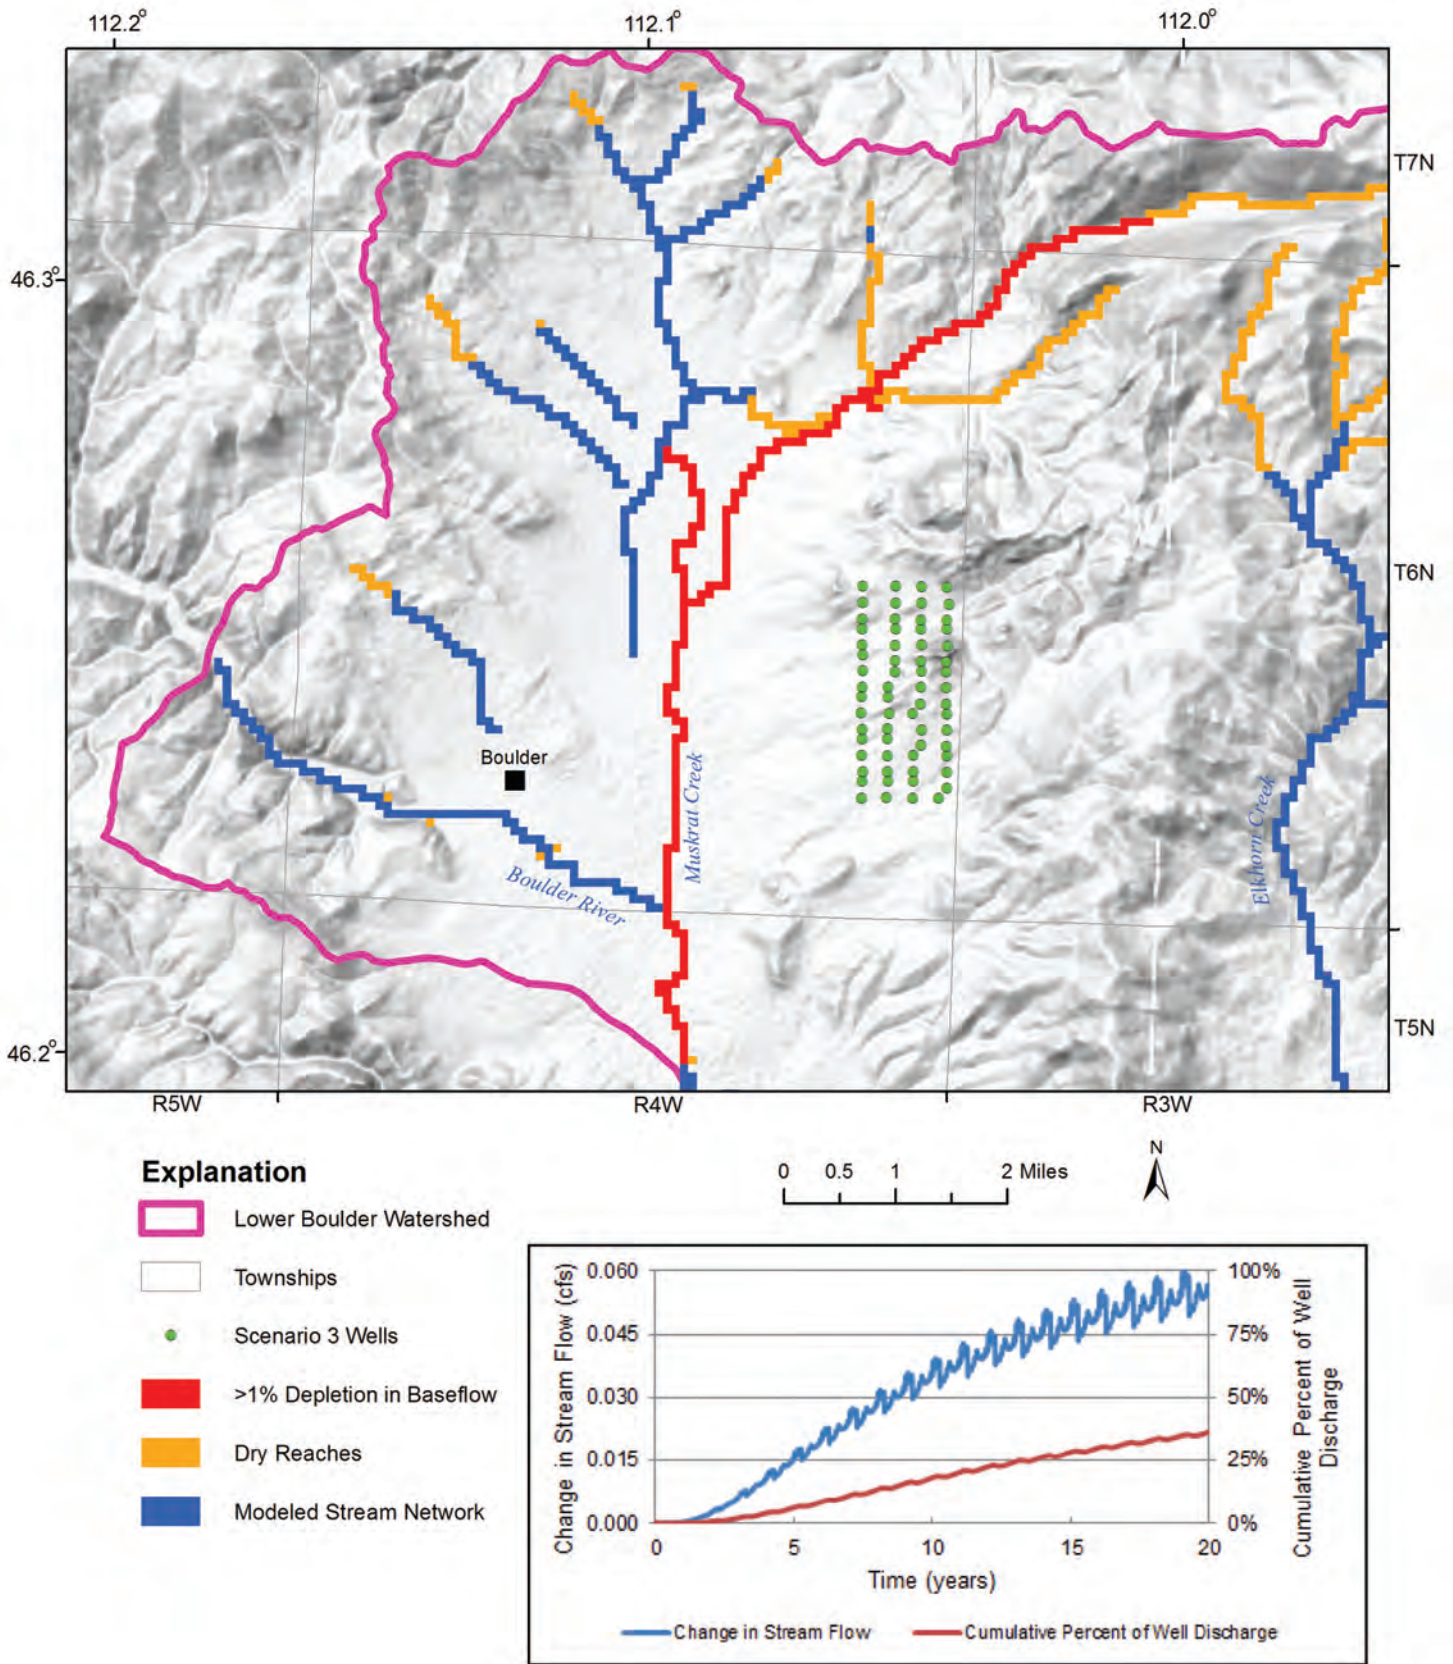 112.2°
112.1°
112.0°
T7N
46.3°
T6N
Boulder
Muskrat Creek
Elkhorn Creek
Boulder River
T5N
46.2°
R5W
R4W
R3W
Explanation
Lower Boulder Watershed
Townships
Scenario 3 Wells
>1% Depletion in Baseflow
Dry Reaches
Modeled Stream Network
0 0.5 1 2 Miles
N
Change in Stream Flow (cfs)
0.060
0.045
0.030
0.015
0.000
100%
75%
50%
25%
0%
Cumulative Percent of Well
Discharge
0 5 10 15 20
Time (years)
Change in Stream Flow
Cumulative Percent of Well Discharge